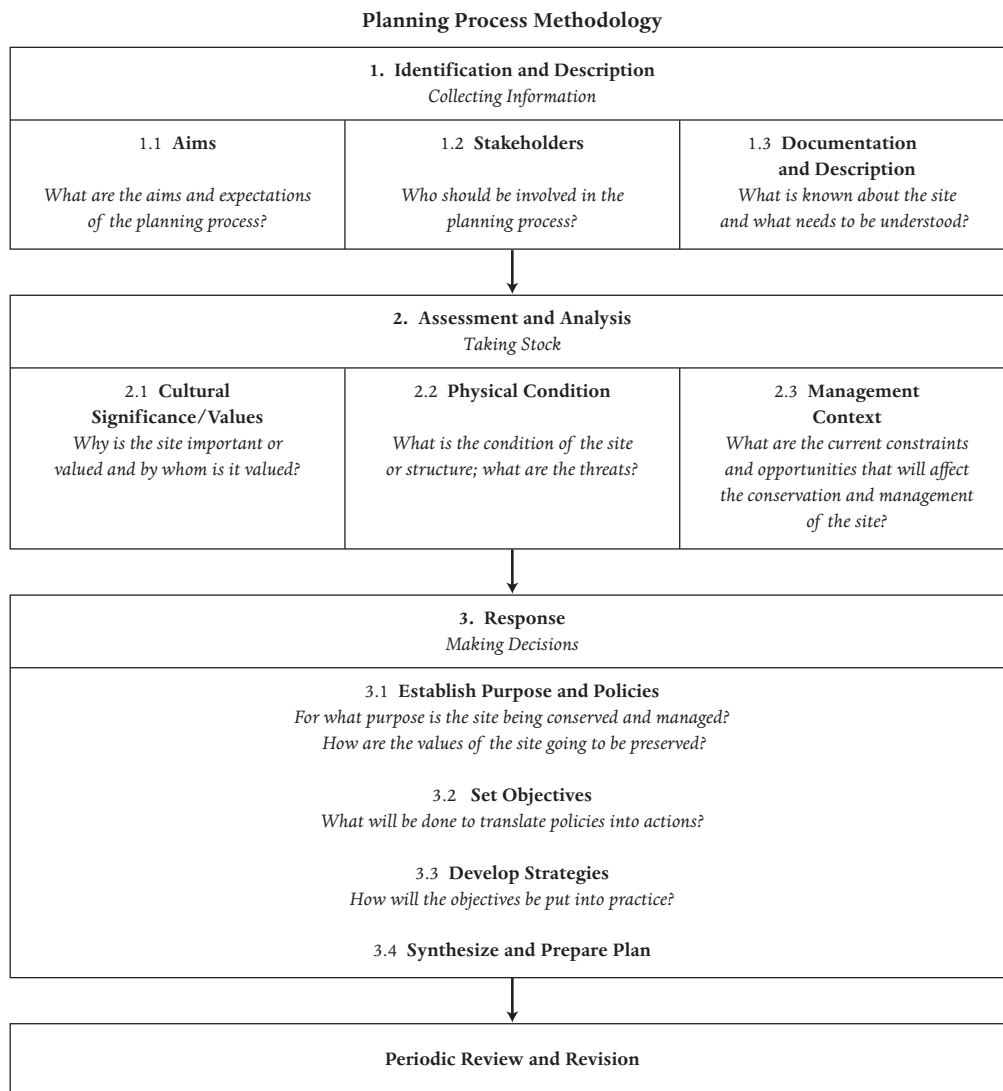 Planning Process Methodology
1. Identification and Description
Collecting Information
1.1 Aims
What are the aims and expectations
of the planning process?
1.2 Stakeholders
Who should be involved in the
planning process?
1.3 Documentation
and Description
What is known about the site
and what needs to be understood?
2. Assessment and Analysis
Taking Stock
2.1 Cultural
Significance/Values
Why is the site important or
valued and by whom is it valued?
2.2 Physical Condition
What is the condition of the site
or structure; what are the threats?
2.3 Management
Context
What are the current constraints
and opportunities that will affect
the conservation and management
of the site?
3. Response
Making Decisions
3.1 Establish Purpose and Policies
For what purpose is the site being conserved and managed?
How are the values of the site going to be preserved?
3.2 Set Objectives
What will be done to translate policies into actions?
3.3 Develop Strategies
How will the objectives be put into practice?
3.4 Synthesize and Prepare Plan
Periodic Review and Revision